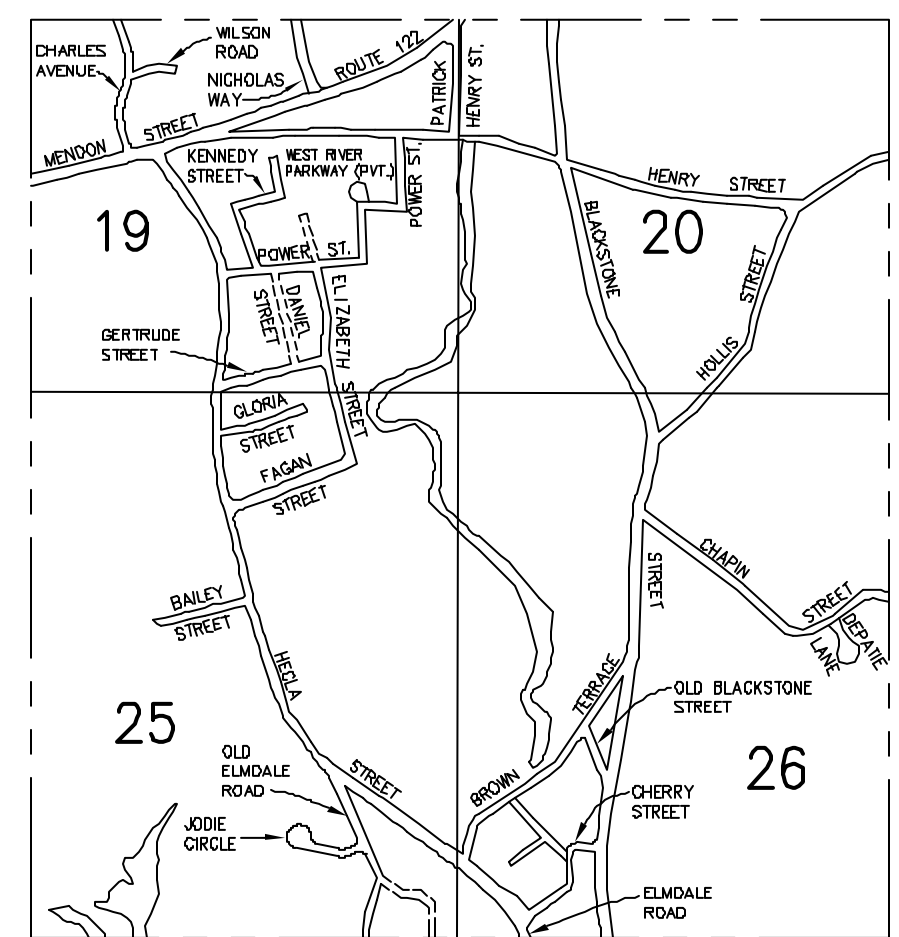 WILSON
ROAD
CHARLES
AVENUE
NICHOLAS
WAY
ROUTE 122
PATRICK
HENRY ST.
MENDON
STREET
KENNEDY
STREET
WEST RIVER
PARKWAY (PVT.)
POWER ST.
HENRY STREET
19
20
BLACKSTONE
POWER ST.
ELIZABETH STREET
DANIEL
STREET
HOLLIS
STREET
GERTRUDE
STREET
GLORIA
STREET
FAGAN
STREET
CHAPIN
STREET
STREET
DEPATIE
LANE
BAILEY
STREET
HECLA
STREET
25
26
TERRACE
BROWN
OLD BLACKSTONE
STREET
OLD
ELMDALE
ROAD
JODIE
CIRCLE
CHERRY
STREET
ELMDALE
ROAD